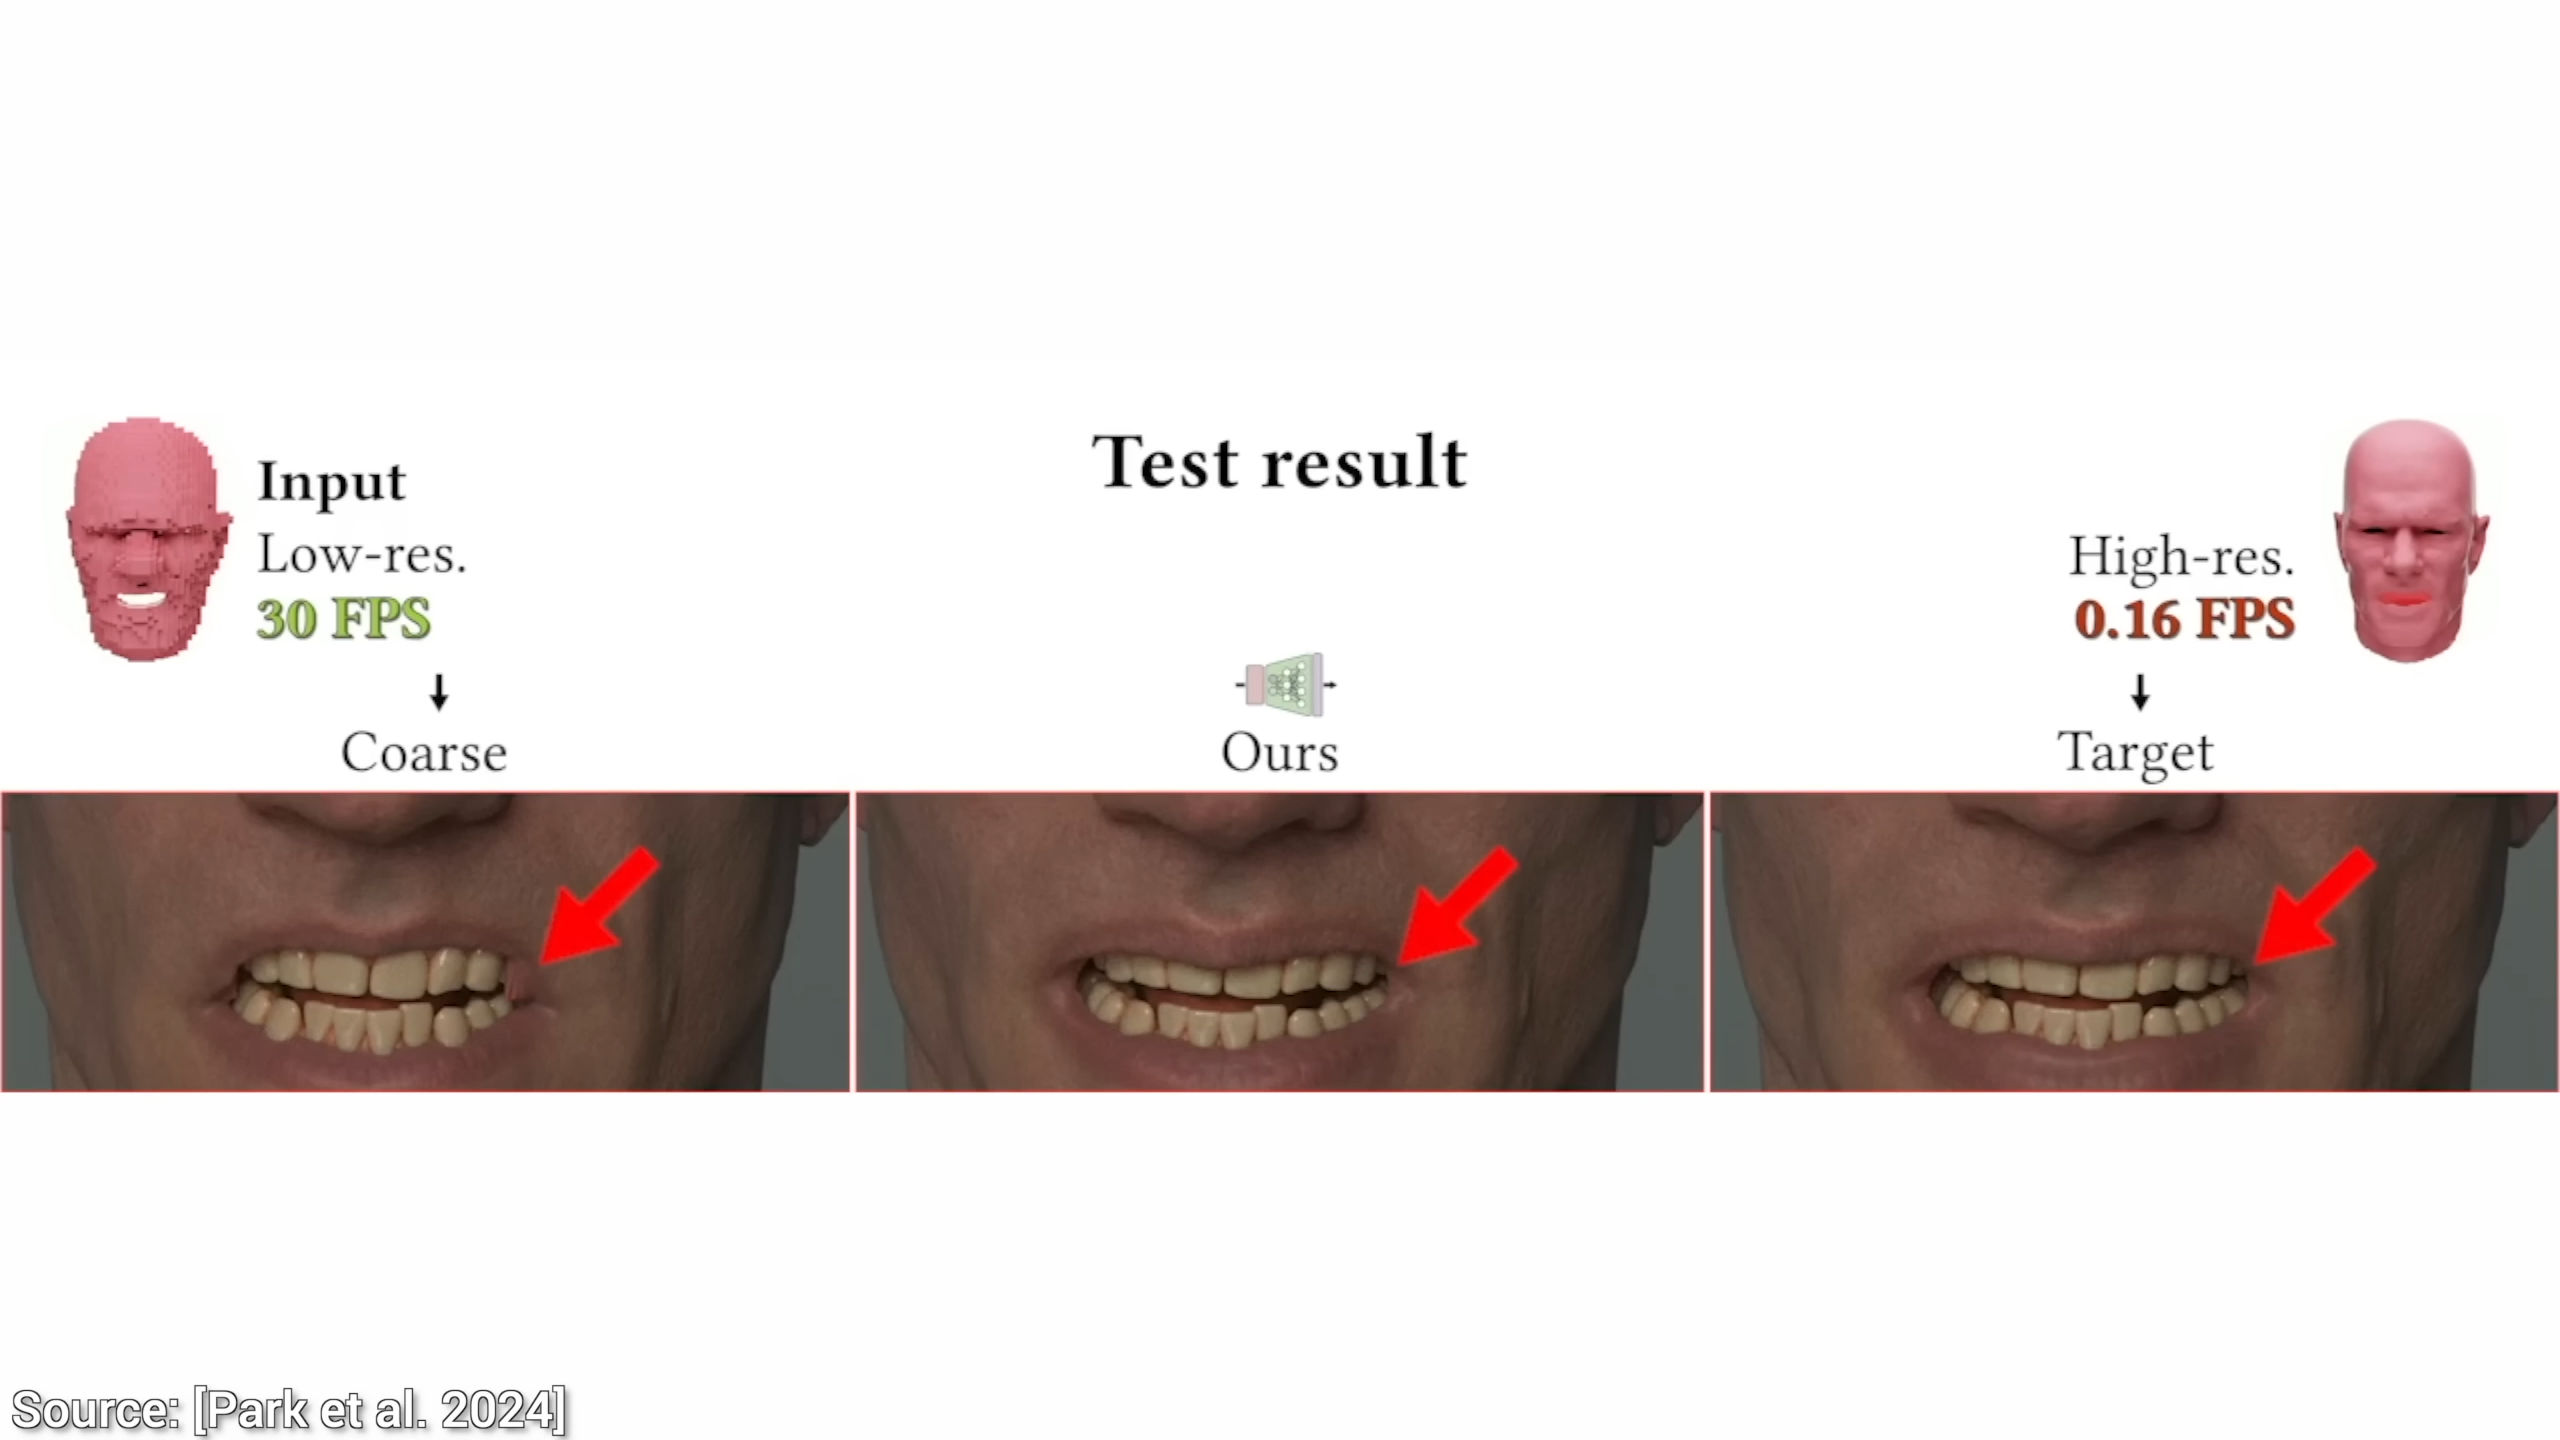 Test result
Input
Low-res.
30 FPS
High-res.
0.16 FPS
Coarse
Ours
Target
Source: [Park et al. 2024]